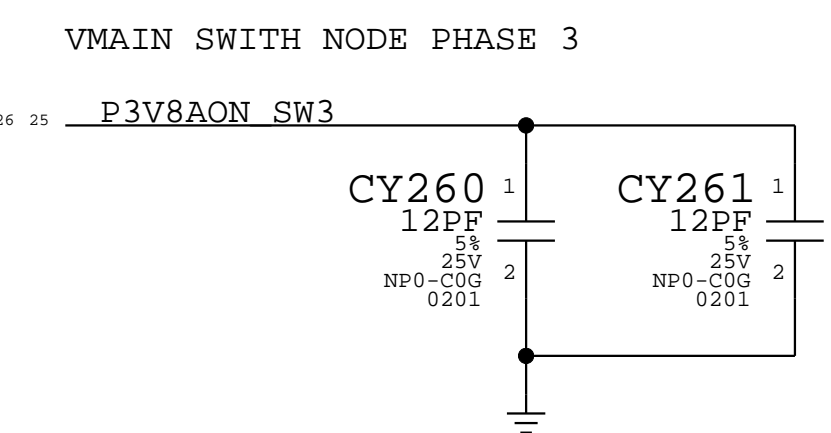 VMAIN SWITH NODE PHASE 3
26 25 P3V8AON_SW3
CY260 1
12PF
5%
25V
NP0-C0G 2
0201
CY261 1
12PF
5%
25V
NP0-C0G 2
0201